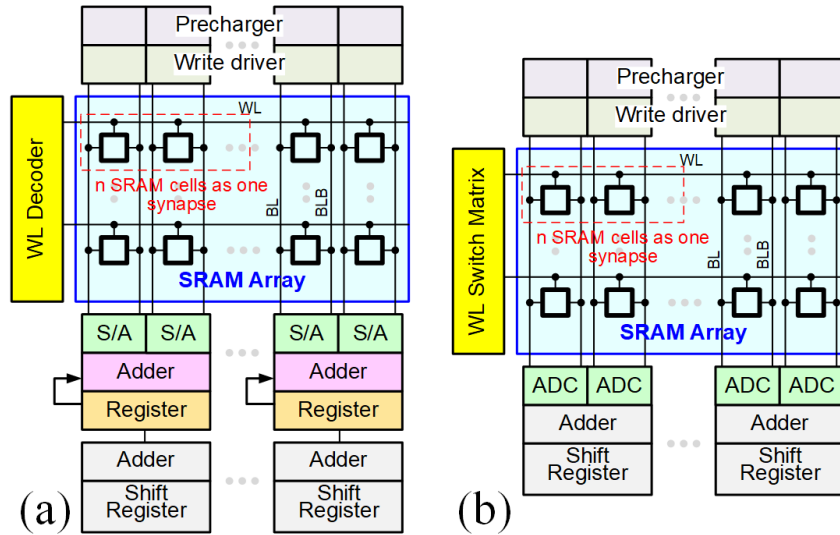 Precharger
Write driver
WL Decoder
WL
n SRAM cells as one
synapse
BL
BLB
SRAM Array
S/A
S/A
S/A
S/A
Adder
Adder
Register
Register
Adder
Adder
Shift
Register
Shift
Register
(a)
Precharger
Write driver
WL Switch Matrix
WL
n SRAM cells as one
synapse
BL
BLB
SRAM Array
ADC
ADC
ADC
ADC
Adder
Adder
Shift
Register
Shift
Register
(b)